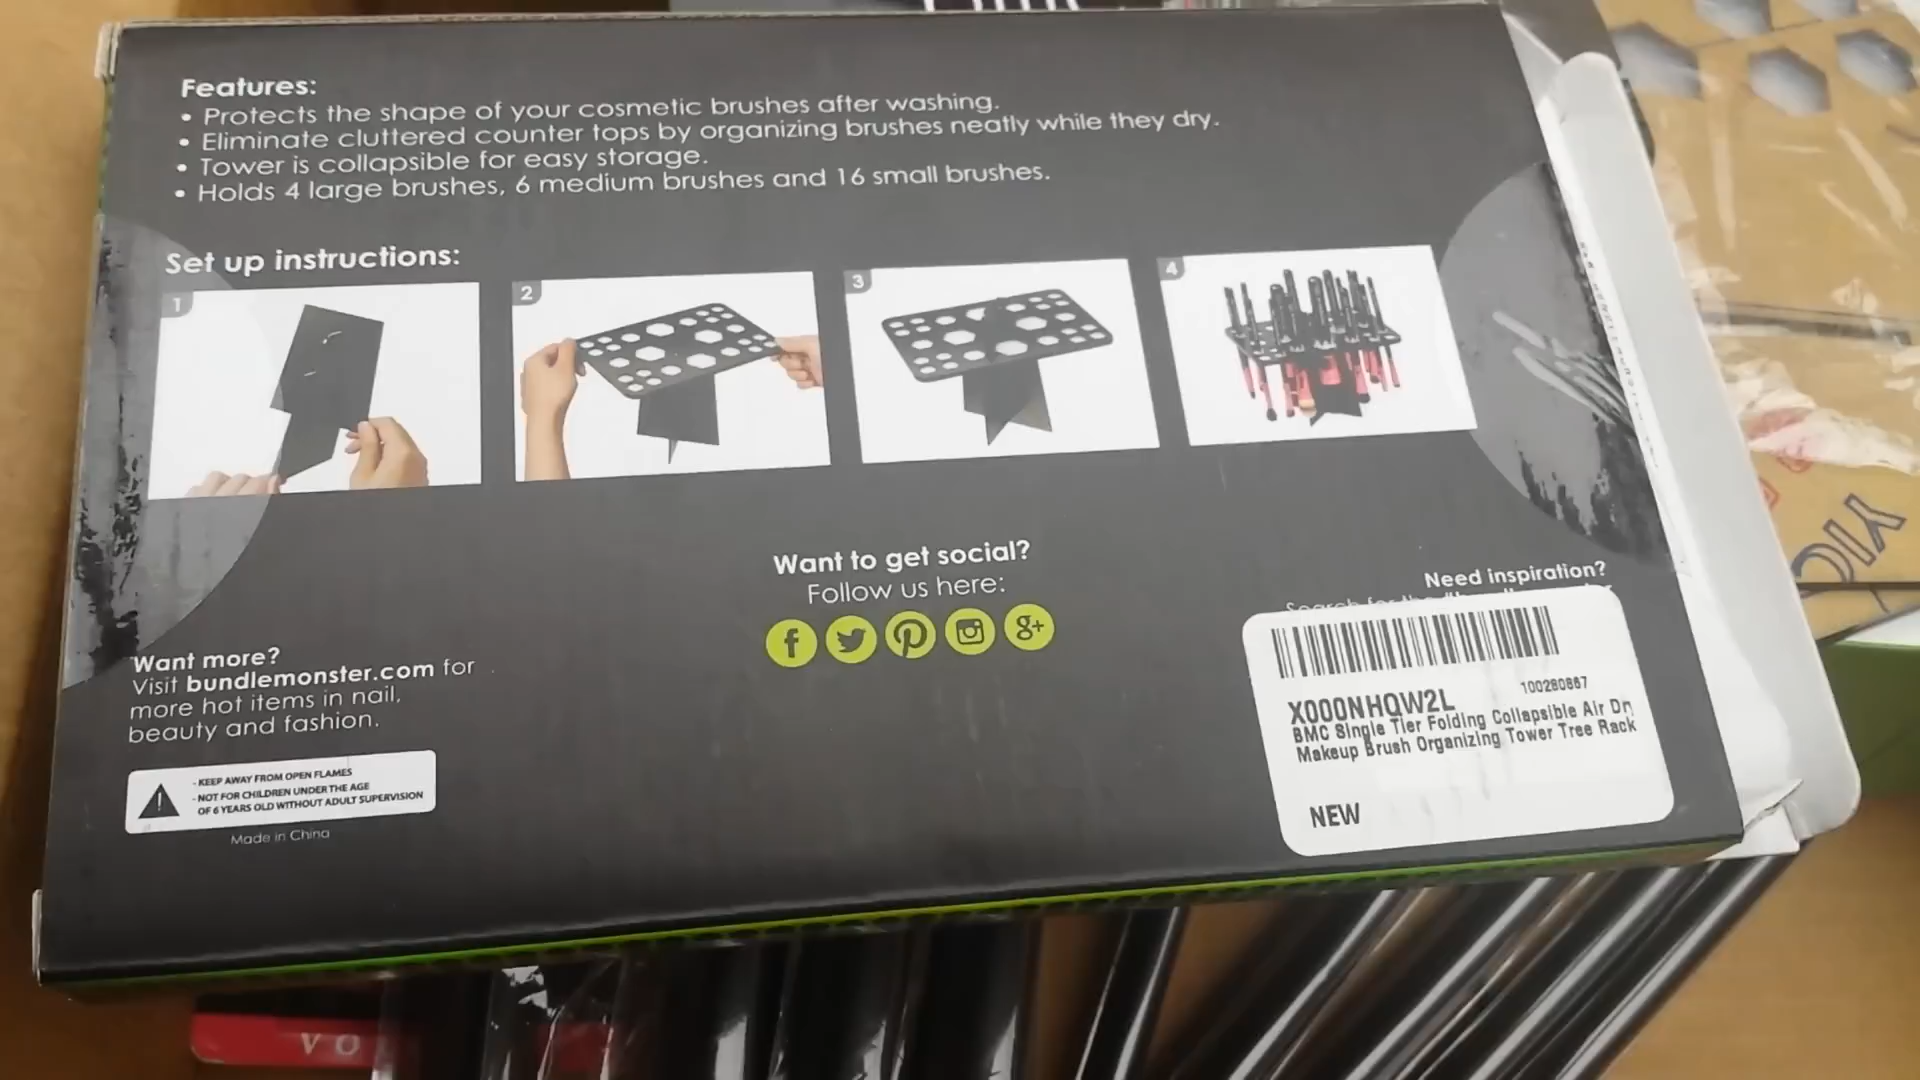 Features:
• Protects the shape of your cosmetic brushes after washing.
• Eliminate cluttered counter tops by organizing brushes neatly while they dry.
• Tower is collapsible for easy storage.
• Holds 4 large brushes, 6 medium brushes and 16 small brushes.
Set up instructions:
1
2
3
4
Want to get social?
Follow us here:
f
g+
Need inspiration?
Search for the
Want more?
Visit bundlemonster.com for
more hot items in nail,
beauty and fashion.
- KEEP AWAY FROM OPEN FLAMES
- NOT FOR CHILDREN UNDER THE AGE
OF 6 YEARS OLD WITHOUT ADULT SUPERVISION
Made in China
100280867
X000NHQW2L
BMC Single Tier Folding Collapsible Air Dry
Makeup Brush Organizing Tower Tree Rack
NEW
VO